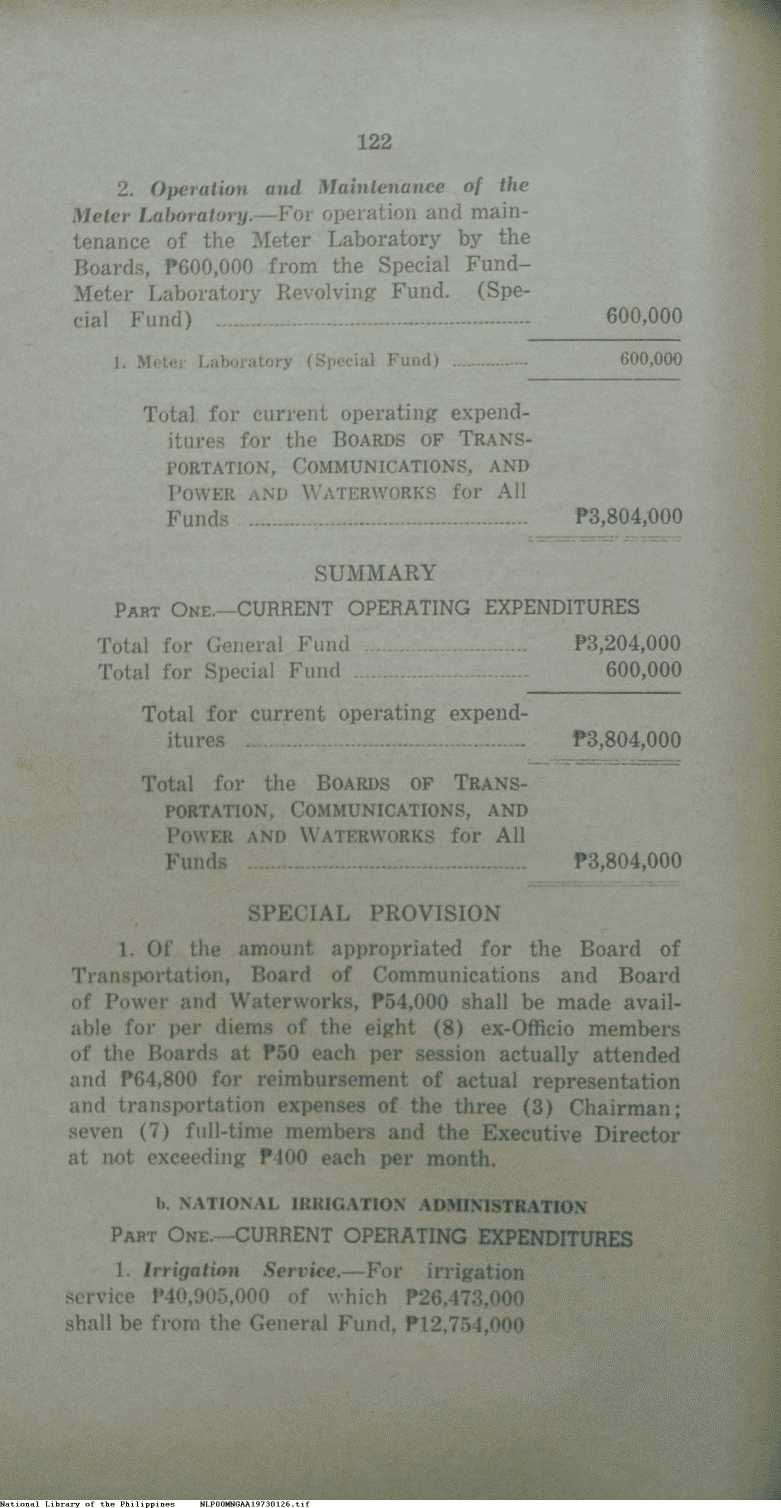 122
2. Operation and Maintenance of the
Meter Laboratory.—For operation and main-
tenance of the Meter Laboratory by the
Boards, ₱600,000 from the Special Fund–
Meter Laboratory Revolving Fund. (Spe-
cial Fund) ........ 600,000
1. Meter Laboratory (Special Fund) ........ 600,000
Total for current operating expend-
itures for the BOARDS OF TRANS-
PORTATION, COMMUNICATIONS, AND
POWER AND WATERWORKS for All
Funds ........ ₱3,804,000
SUMMARY
PART ONE.—CURRENT OPERATING EXPENDITURES
Total for General Fund ........ ₱3,204,000
Total for Special Fund ........ 600,000
Total for current operating expend-
itures ........ ₱3,804,000
Total for the BOARDS OF TRANS-
PORTATION, COMMUNICATIONS, AND
POWER AND WATERWORKS for All
Funds ........ ₱3,804,000
SPECIAL PROVISION
1. Of the amount appropriated for the Board of
Transportation, Board of Communications and Board
of Power and Waterworks, ₱54,000 shall be made avail-
able for per diems of the eight (8) ex-Officio members
of the Boards at ₱50 each per session actually attended
and ₱64,800 for reimbursement of actual representation
and transportation expenses of the three (3) Chairman;
seven (7) full-time members and the Executive Director
at not exceeding ₱400 each per month.
b. NATIONAL IRRIGATION ADMINISTRATION
PART ONE.—CURRENT OPERATING EXPENDITURES
1. Irrigation Service.—For irrigation
service ₱40,905,000 of which ₱26,473,000
shall be from the General Fund, ₱12,754,000
National Library of the Philippines NLPOOMNGAA19730126.tif